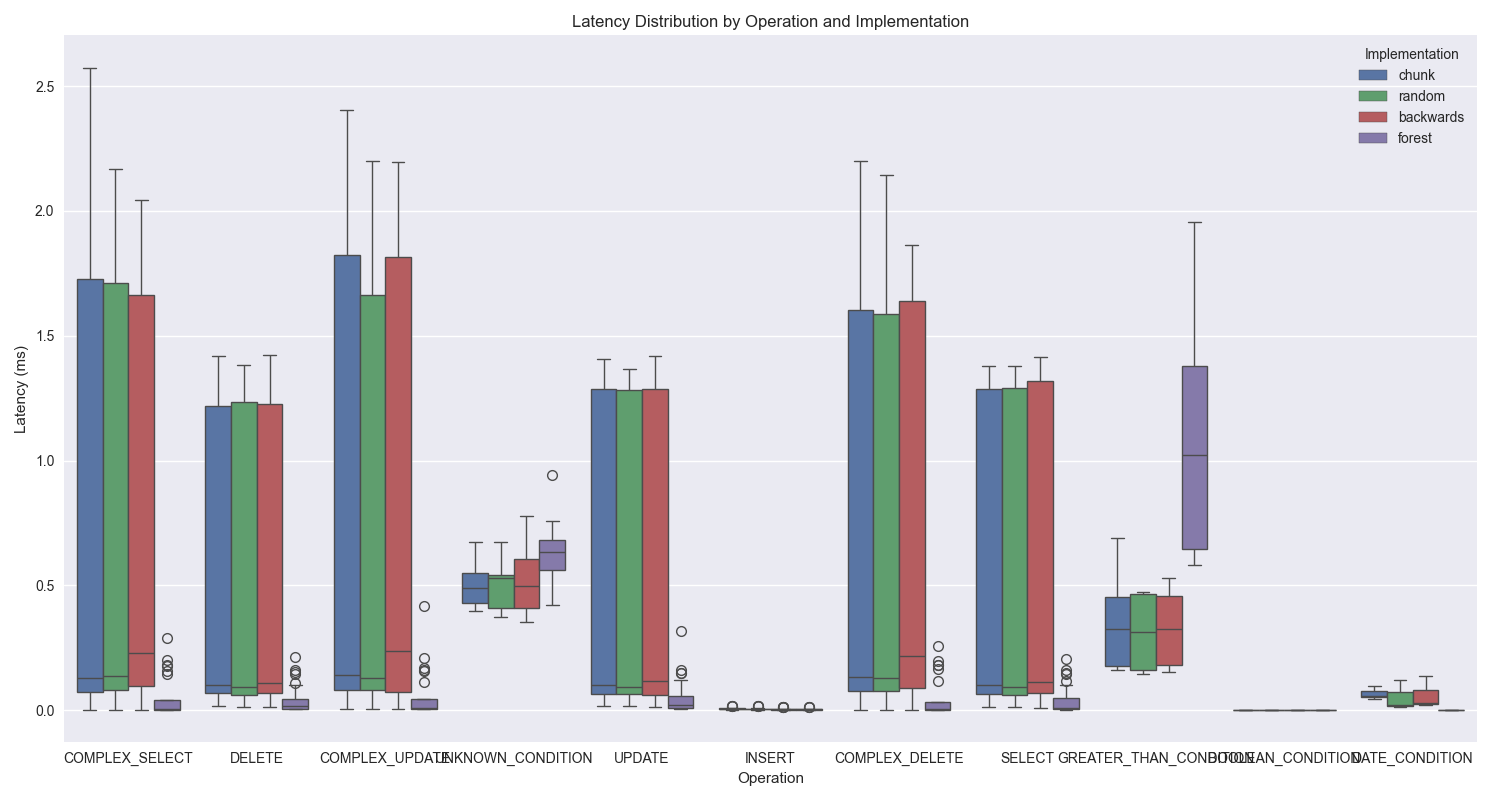 Latency Distribution by Operation and Implementation
Implementation
chunk
random
backwards
forest
Latency (ms)
2.5
2.0
1.5
1.0
0.5
0.0
COMPLEX_SELECT DELETE COMPLEX_UPDATE UNKNOWN_CONDITION UPDATE INSERT COMPLEX_DELETE SELECT GREATER_THAN_CONDITION BOOLEAN_CONDITION DATE_CONDITION
Operation